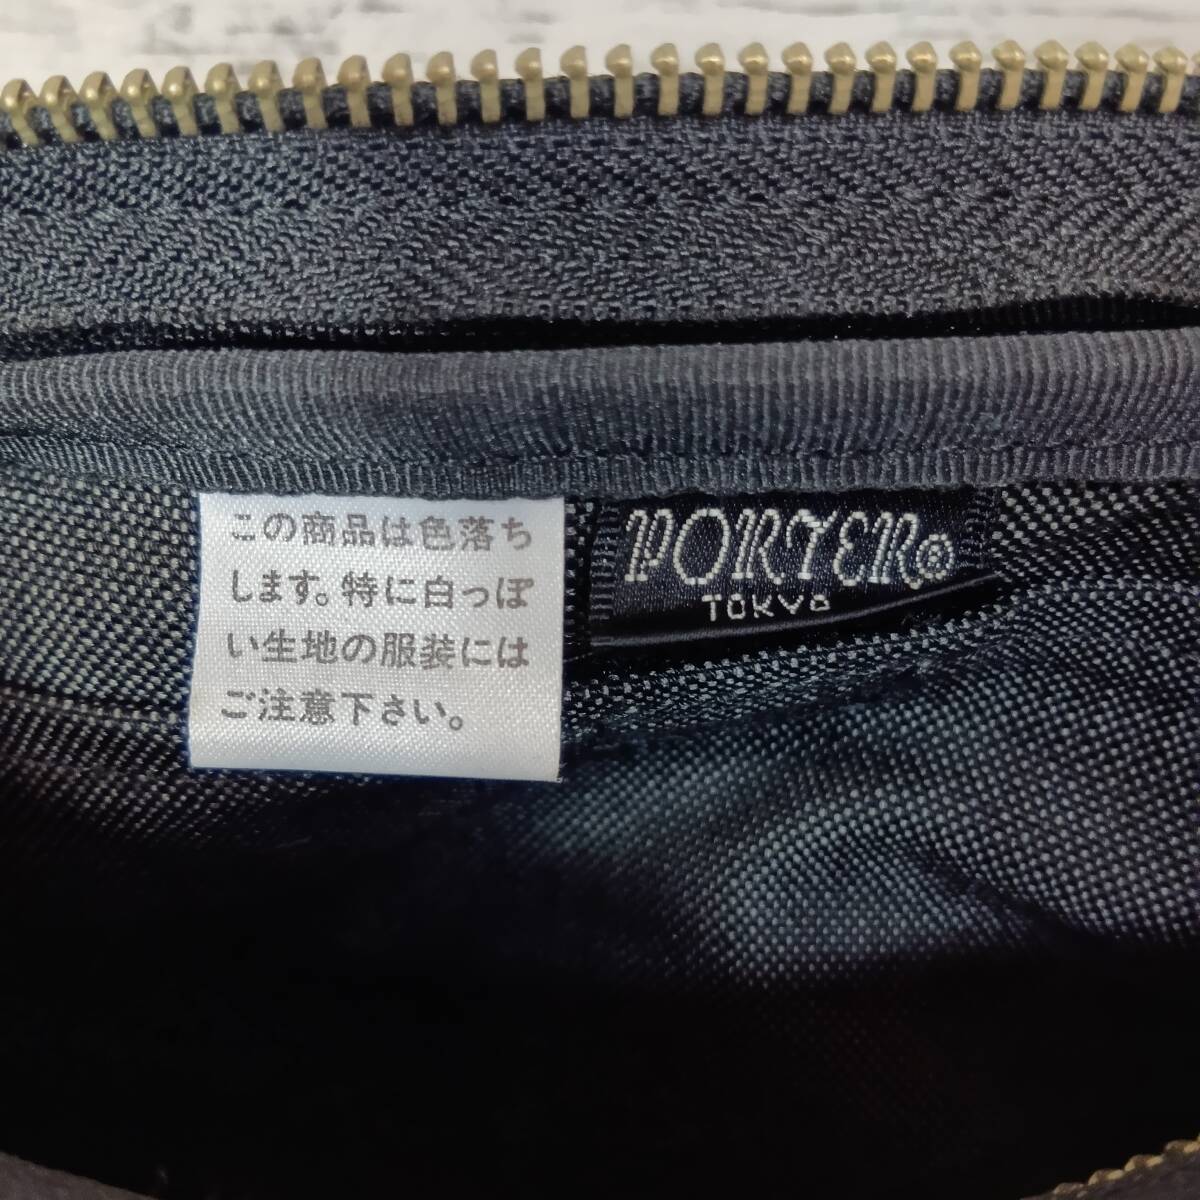 この商品は色落ち
します。特に白っぽ
い生地の服装には
ご注意下さい。
PORTER®
TOKYO